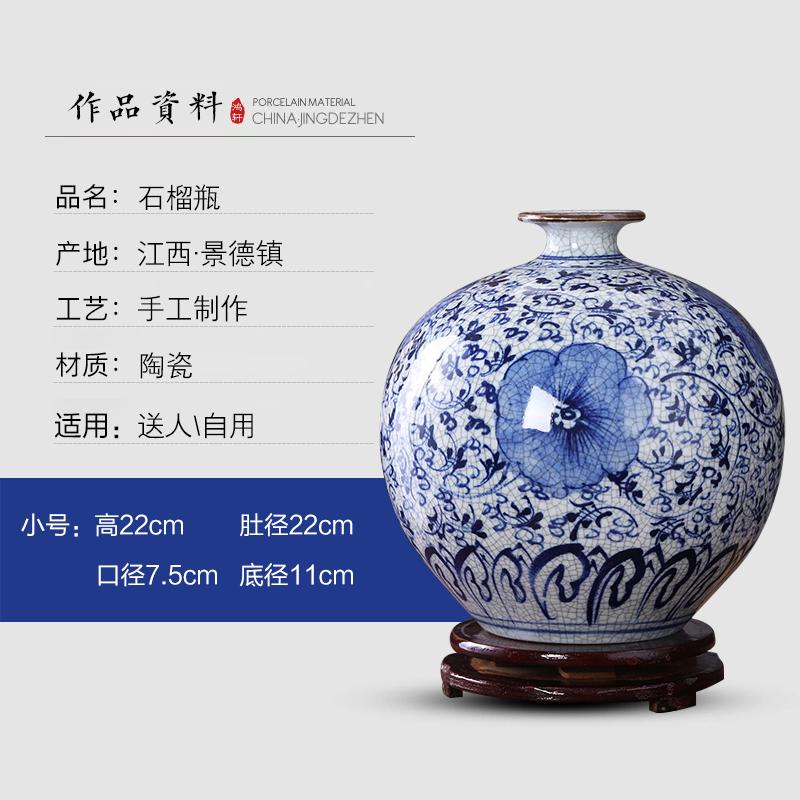 作品資料 鸿轩 PORCELAIN MATERIAL
CHINA·JINGDEZHEN
品名：石榴瓶
产地：江西·景德镇
工艺：手工制作
材质：陶瓷
适用：送人\自用
小号：高22cm 肚径22cm
口径7.5cm 底径11cm